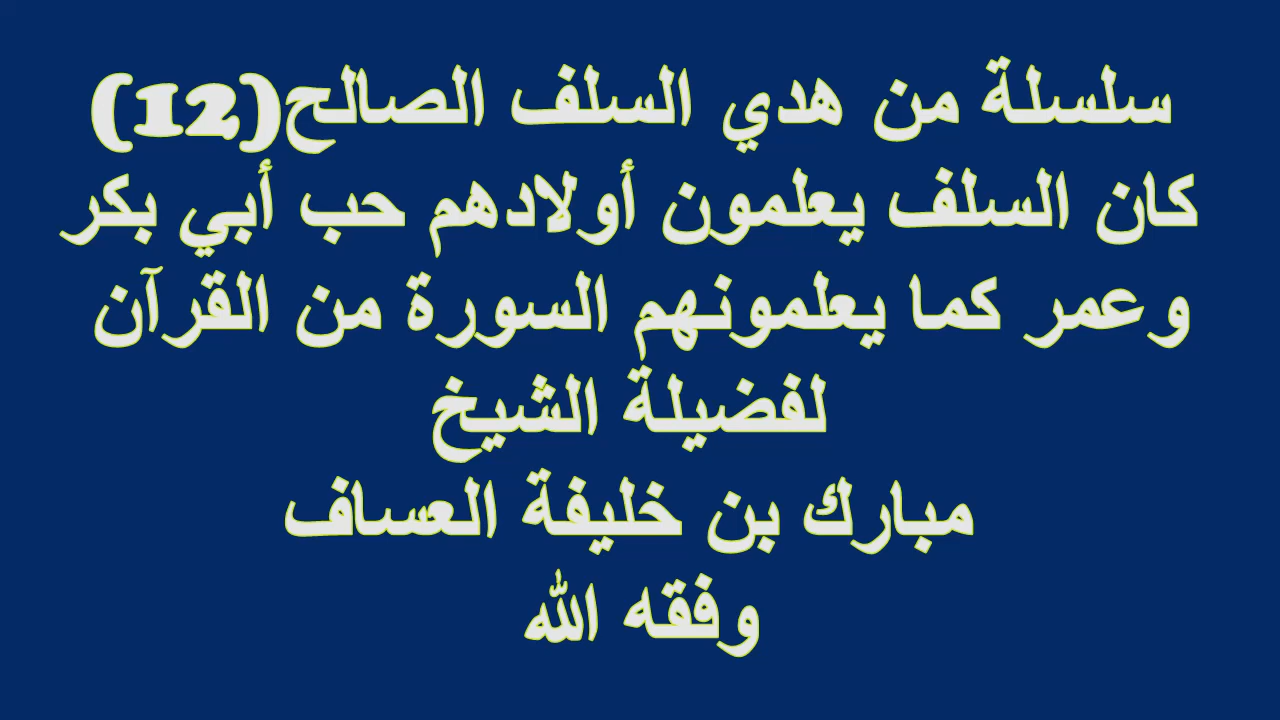 سلسلة من هدي السلف الصالح(12)
كان السلف يعلمون أولادهم حب أبي بكر
وعمر كما يعلمونهم السورة من القرآن
لفضيلة الشيخ
مبارك بن خليفة العساف
وفقه الله